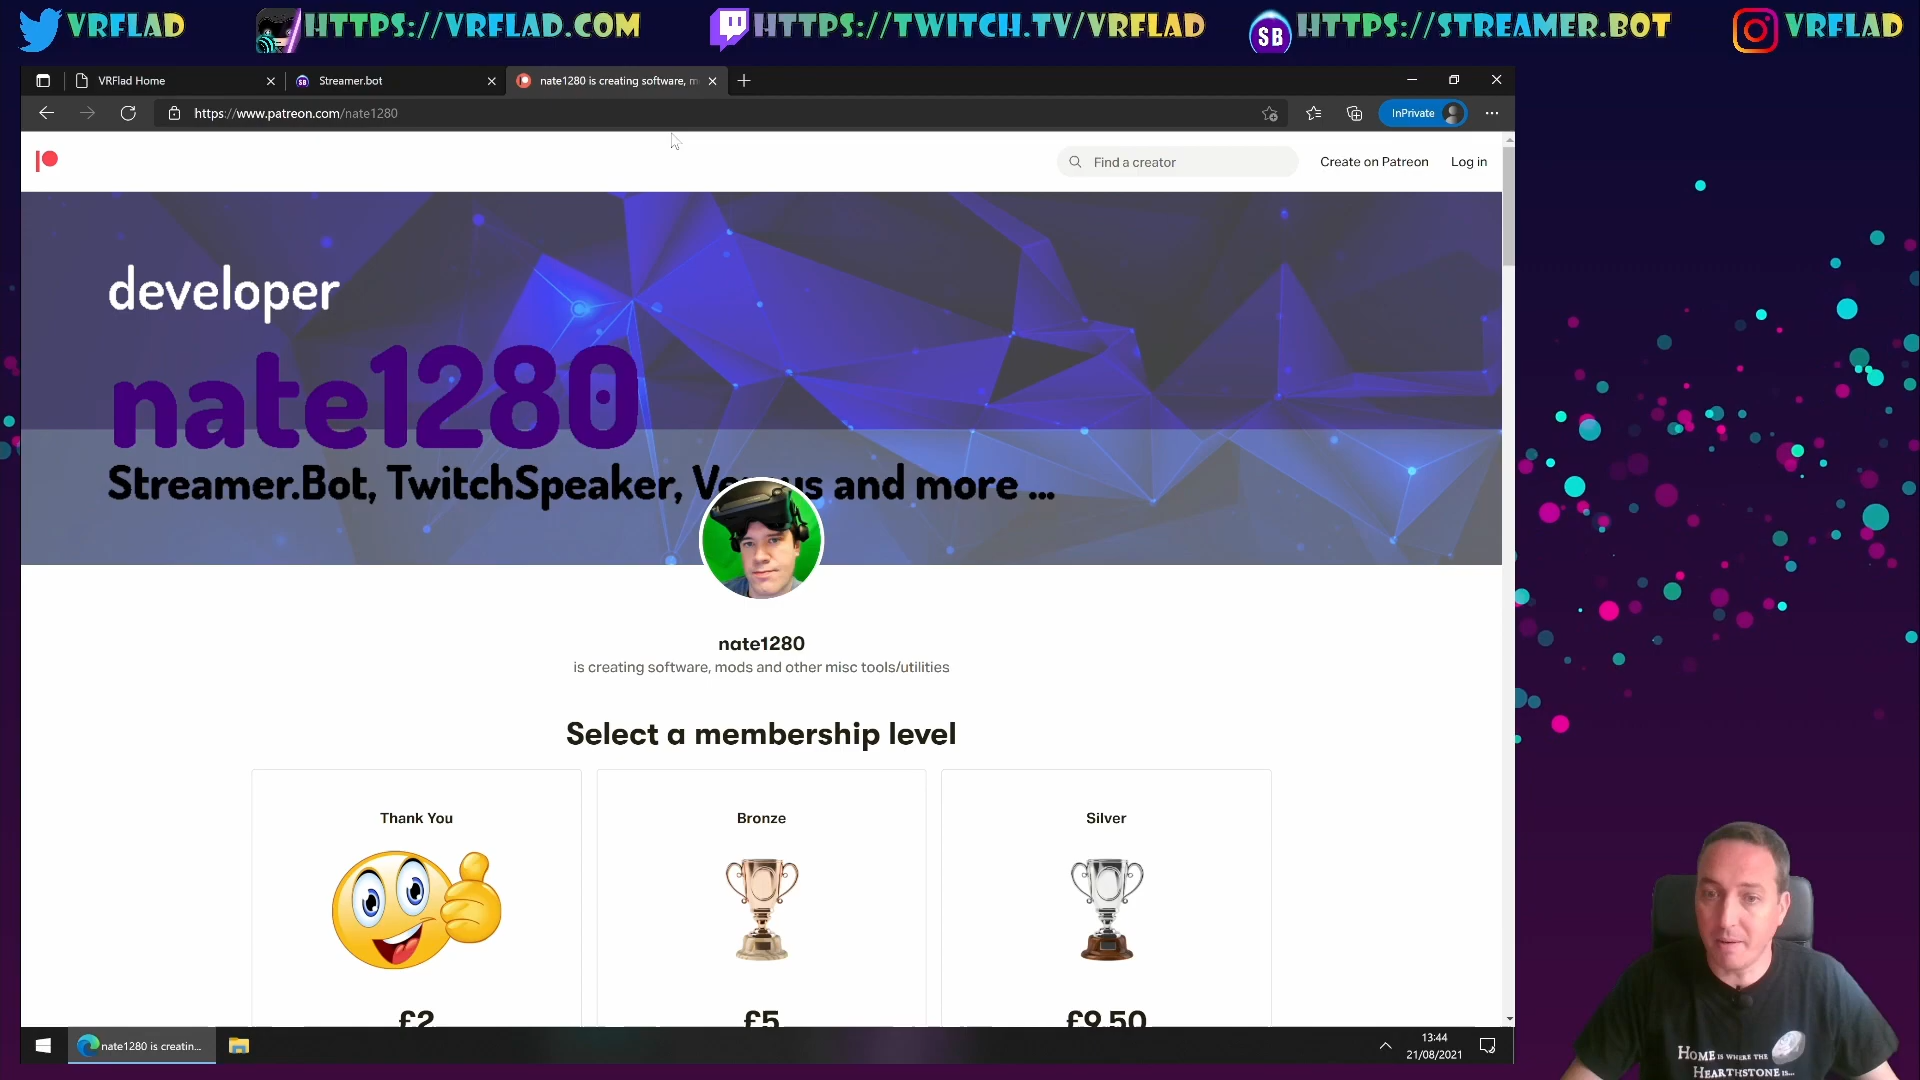 VRFLAD
HTTPS://VRFLAD.COM
HTTPS://TWITCH.TV/VRFLAD
SB
HTTPS://STREAMER.BOT
VRFLAD
VRFlad Home
SB
Streamer.bot
nate1280 is creating software, m
https://www.patreon.com/nate1280
InPrivate
Find a creator
Create on Patreon
Log in
developer
nate1280
Streamer.Bot, TwitchSpeaker, V us and more ...
nate1280
is creating software, mods and other misc tools/utilities
Select a membership level
Thank You
Bronze
Silver
£2
£5
£9.50
nate1280 is creatin...
13:44
21/08/2021
HOME IS WHERE THE
HEARTHSTONE IS...